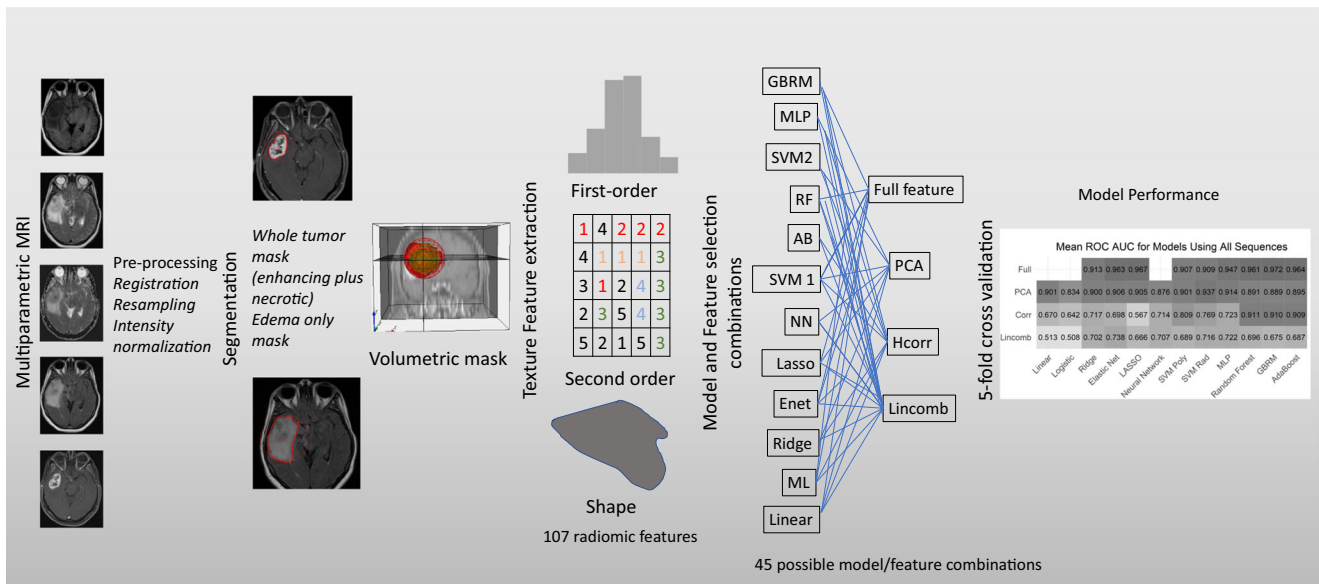 Multiparametric MRI
Pre-processing
Registration
Resampling
Intensity
normalization
Segmentation
Whole tumor
mask
(enhancing plus
necrotic)
Edema only
mask
Volumetric mask
Texture Feature extraction
First-order
1 4 2 2 2
4 1 1 1 3
3 1 2 4 3
2 3 5 4 3
5 2 1 5 3
Second order
Shape
107 radiomic features
Model and Feature selection
combinations
GBRM
MLP
SVM2
RF
AB
SVM 1
NN
Lasso
Enet
Ridge
ML
Linear
Full feature
PCA
Hcorr
Lincomb
45 possible model/feature combinations
5-fold cross validation
Model Performance
Mean ROC AUC for Models Using All Sequences
Full 0.913 0.963 0.967 0.907 0.909 0.947 0.961 0.972 0.964
PCA 0.901 0.834 0.900 0.906 0.905 0.876 0.901 0.937 0.914 0.891 0.889 0.895
Corr 0.670 0.642 0.717 0.698 0.567 0.714 0.809 0.769 0.723 0.911 0.910 0.909
Lincomb 0.513 0.508 0.702 0.738 0.666 0.707 0.689 0.716 0.722 0.696 0.675 0.687
Linear
Logistic
Ridge
Elastic Net
LASSO
Neural Network
SVM Poly
SVM Rad
MLP
Random Forest
GBRM
AdaBoost